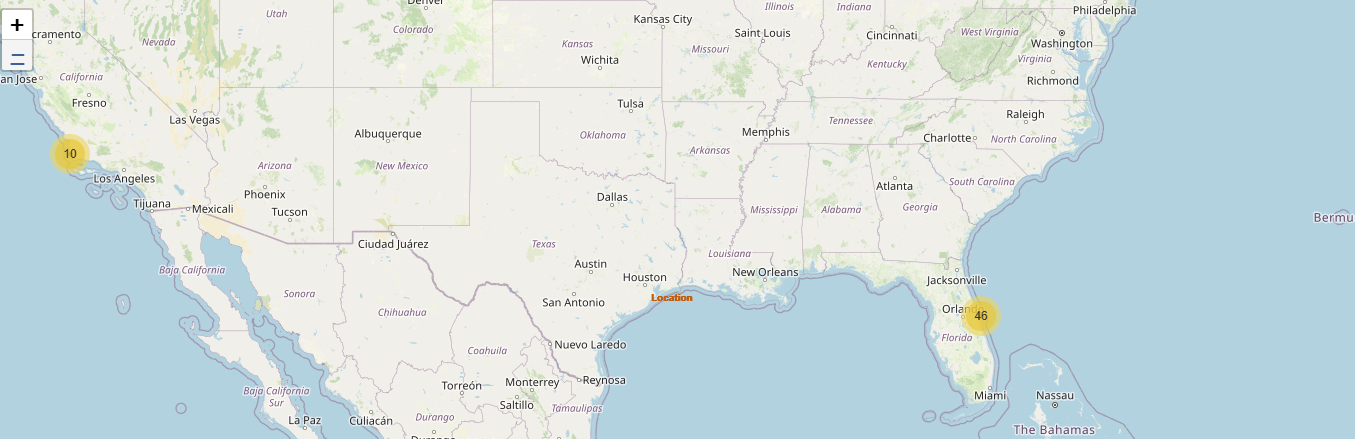 Utah
Denver
Kansas City
Illinois
Indiana
Philadelphia
+
cramento
Nevada
Colorado
Kansas
Missouri
Saint Louis
Cincinnati
West Virginia
Washington
Wichita
Kentucky
Virginia
an Jose
California
Richmond
Fresno
Las Vegas
Tulsa
Raleigh
Albuquerque
Oklahoma
Memphis
Tennessee
Charlotte
North Carolina
10
Arizona
New Mexico
Arkansas
Los Angeles
Phoenix
Dallas
Atlanta
South Carolina
Tijuana
Mexicali
Tucson
Mississippi
Alabama
Georgia
Bermu
Ciudad Juárez
Texas
Louisiana
Baja California
Austin
Houston
New Orleans
Jacksonville
Sonora
San Antonio
Location
Chihuahua
Orland
46
Florida
Nuevo Laredo
Coahuila
Torreón
Monterrey
Reynosa
Baja California
Sur
Miami
Nassau
Saltillo
Tamaulipas
La Paz
Culiacán
Durango
The Bahamas